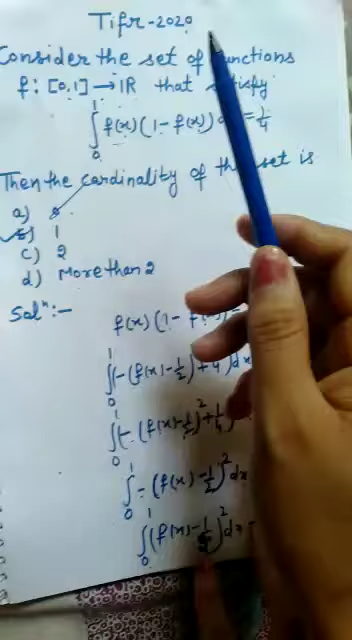 Tifr-2020
Consider the set of functions
f: [0,1] → IR that satisfy
∫₀¹ f(x)(1-f(x)) = 1/4
Then the cardinality of the set is
a)
b) 1
c) 2
d) More than 2
Solⁿ:-
f(x)(1-f(x)) =
∫₀¹ -(f(x)-1/2) + 4) dx
∫₀¹ -(f(x)-1/2)² + 1/4)
∫₀¹ -(f(x)-1/2)² dx
∫₀¹ (f(x)-1/2)² dx =